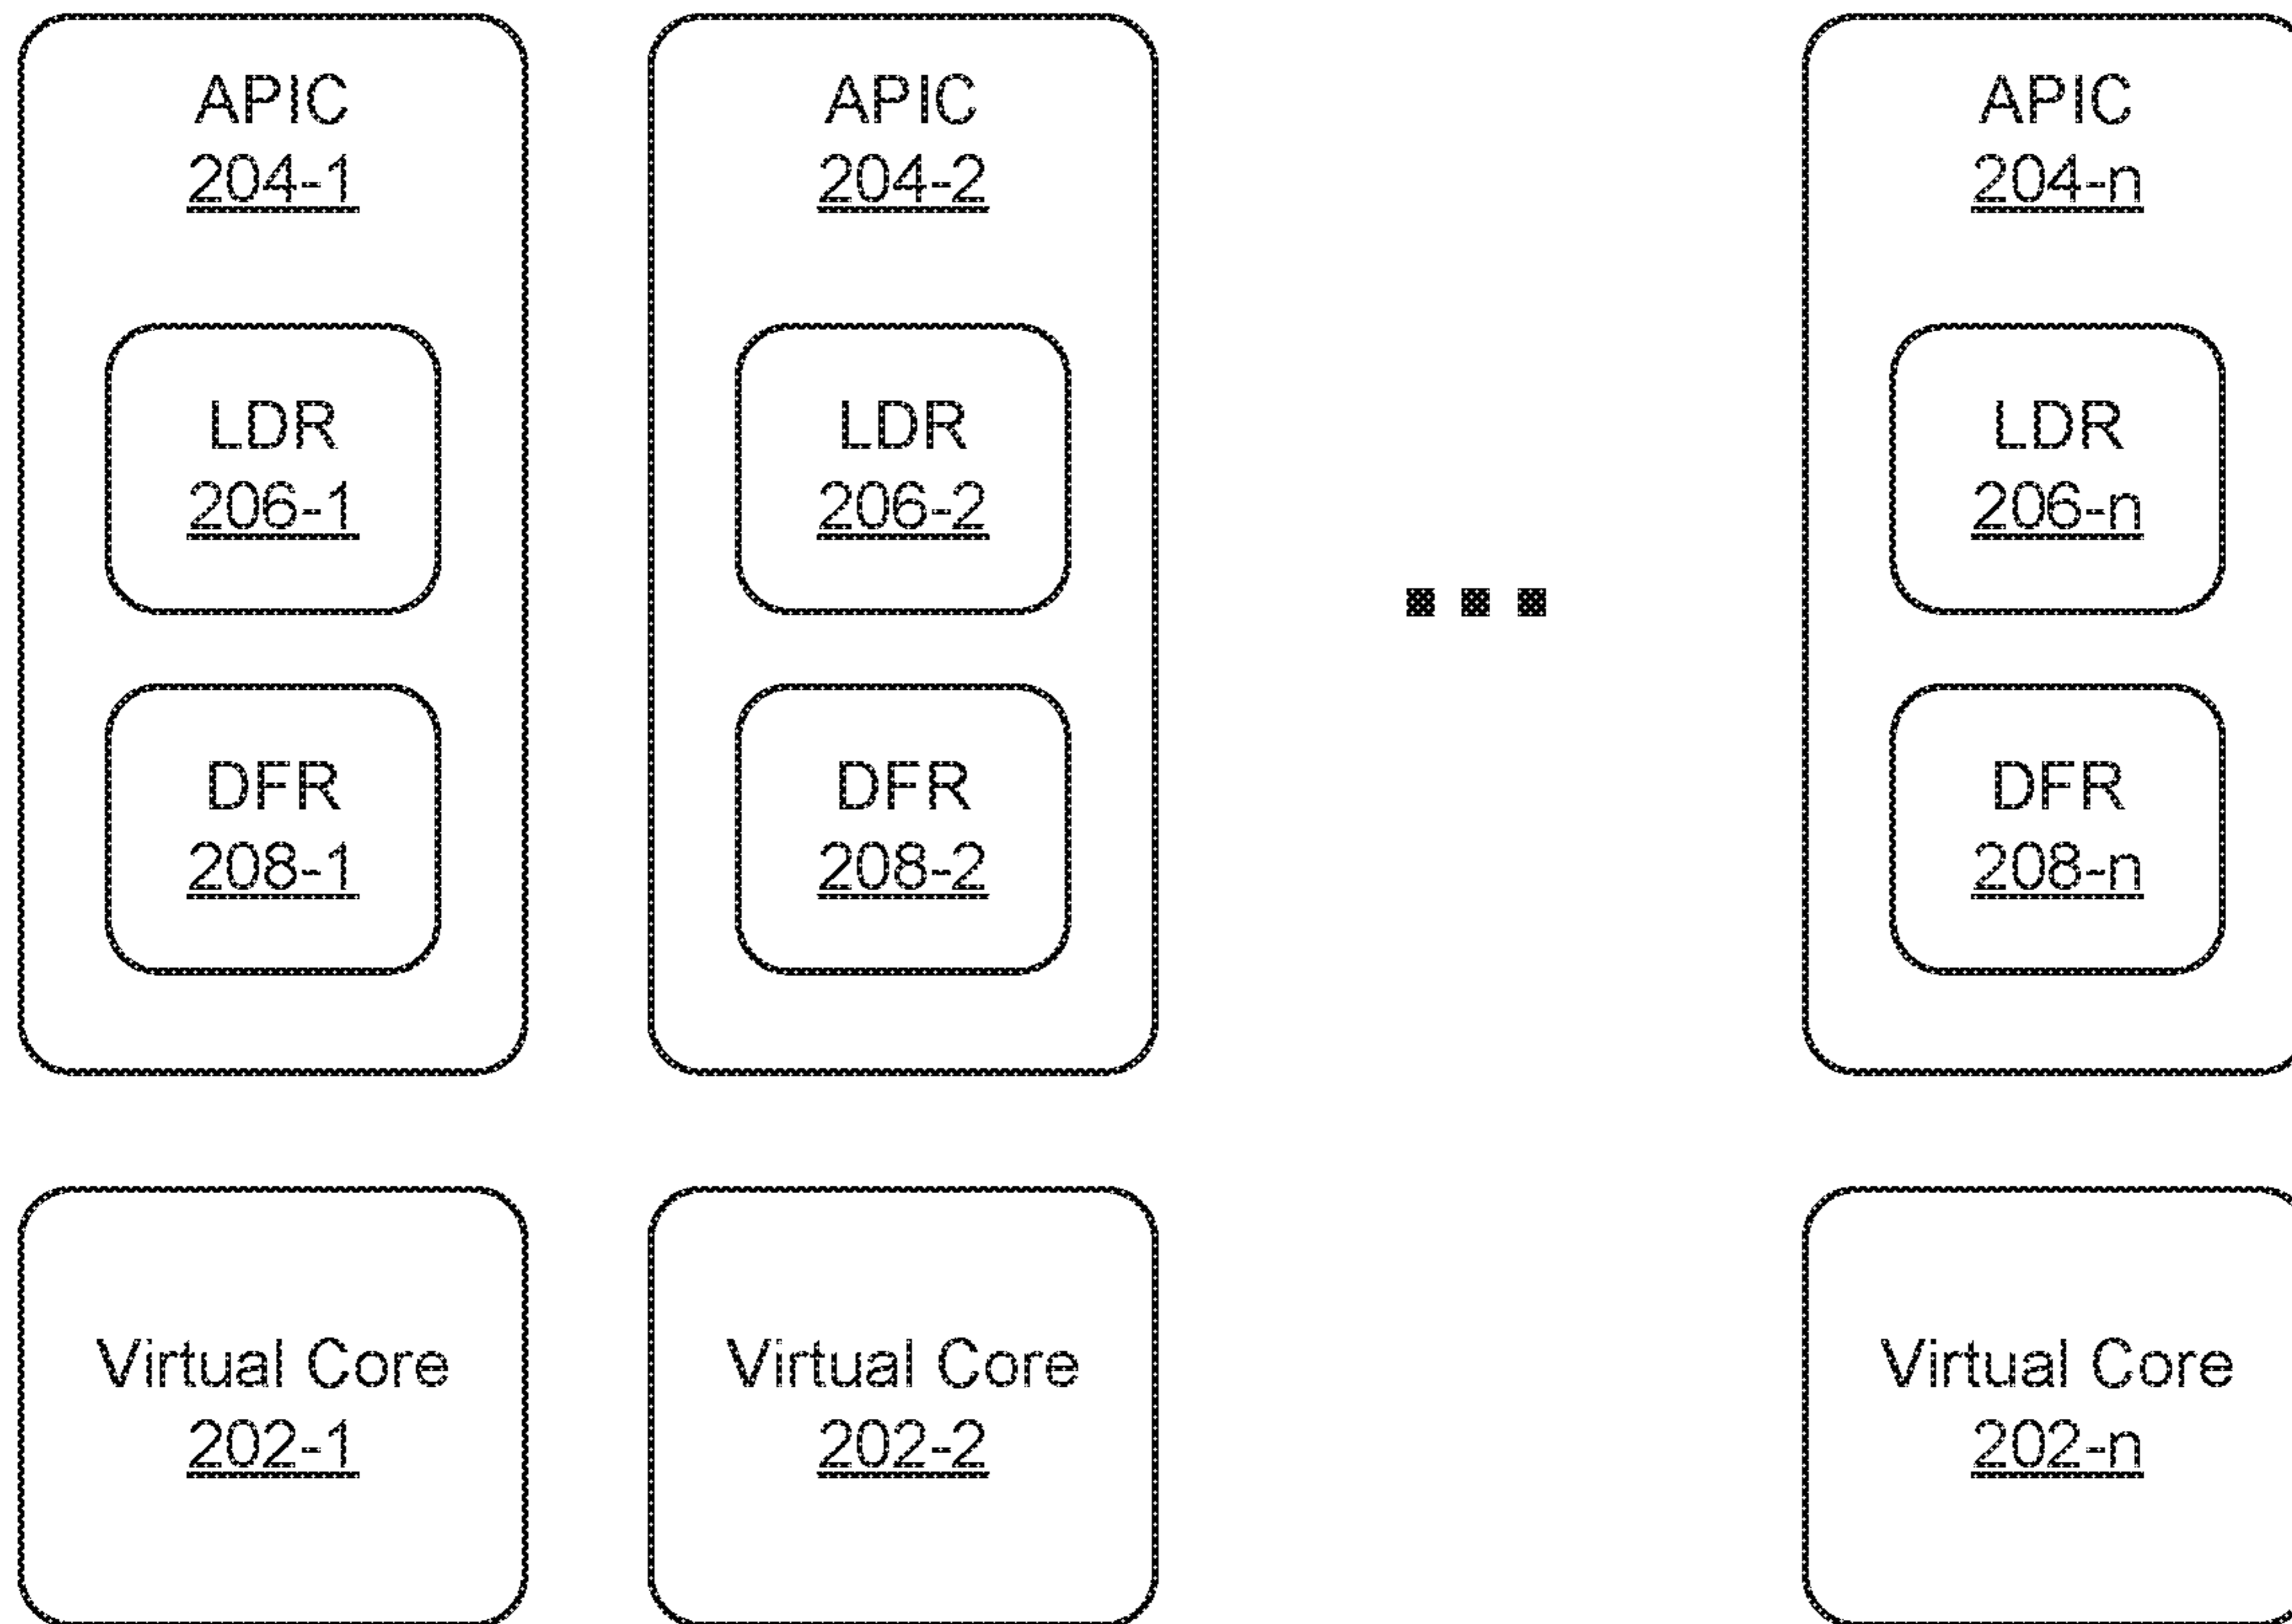 APIC
204-1
LDR
206-1
DFR
208-1
APIC
204-2
LDR
206-2
DFR
208-2
APIC
204-n
LDR
206-n
DFR
208-n
Virtual Core
202-1
Virtual Core
202-2
Virtual Core
202-n